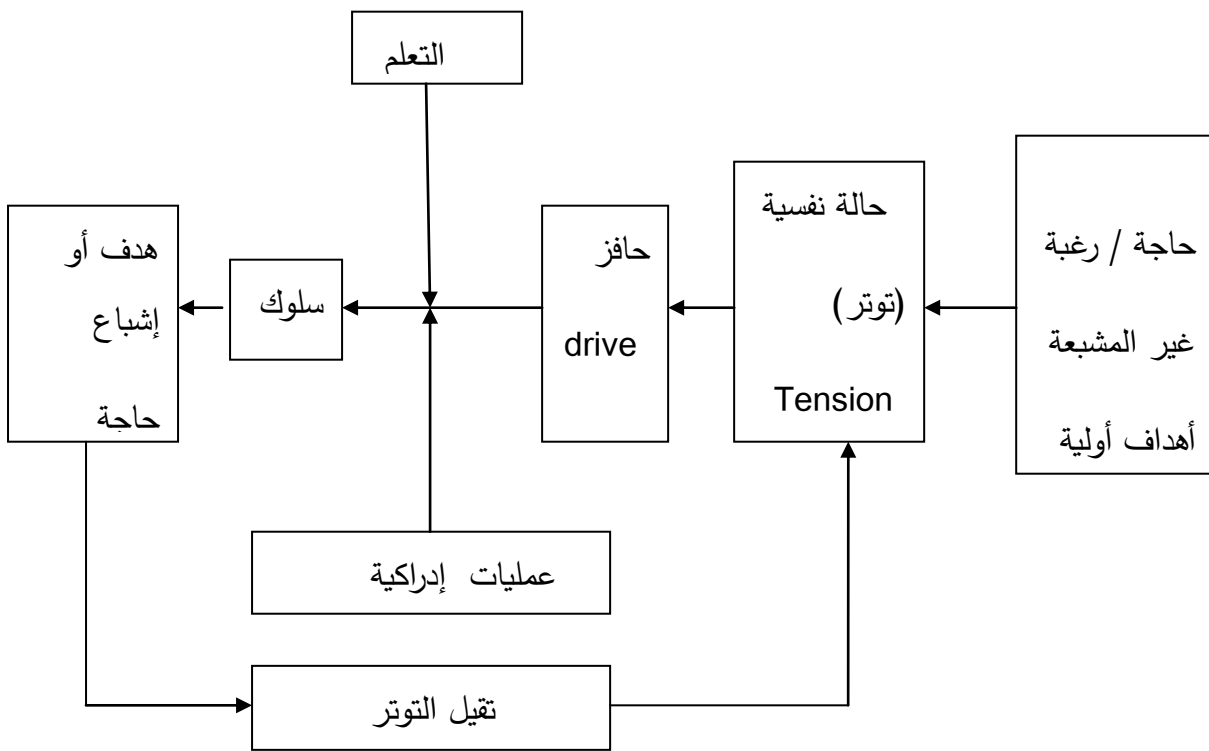 التعلم
حاجة / رغبة
غير المشبعة
أهداف أولية
حالة نفسية
(توتر)
Tension
حافز
drive
سلوك
هدف أو
إشباع
حاجة
عمليات إدراكية
تقيل التوتر